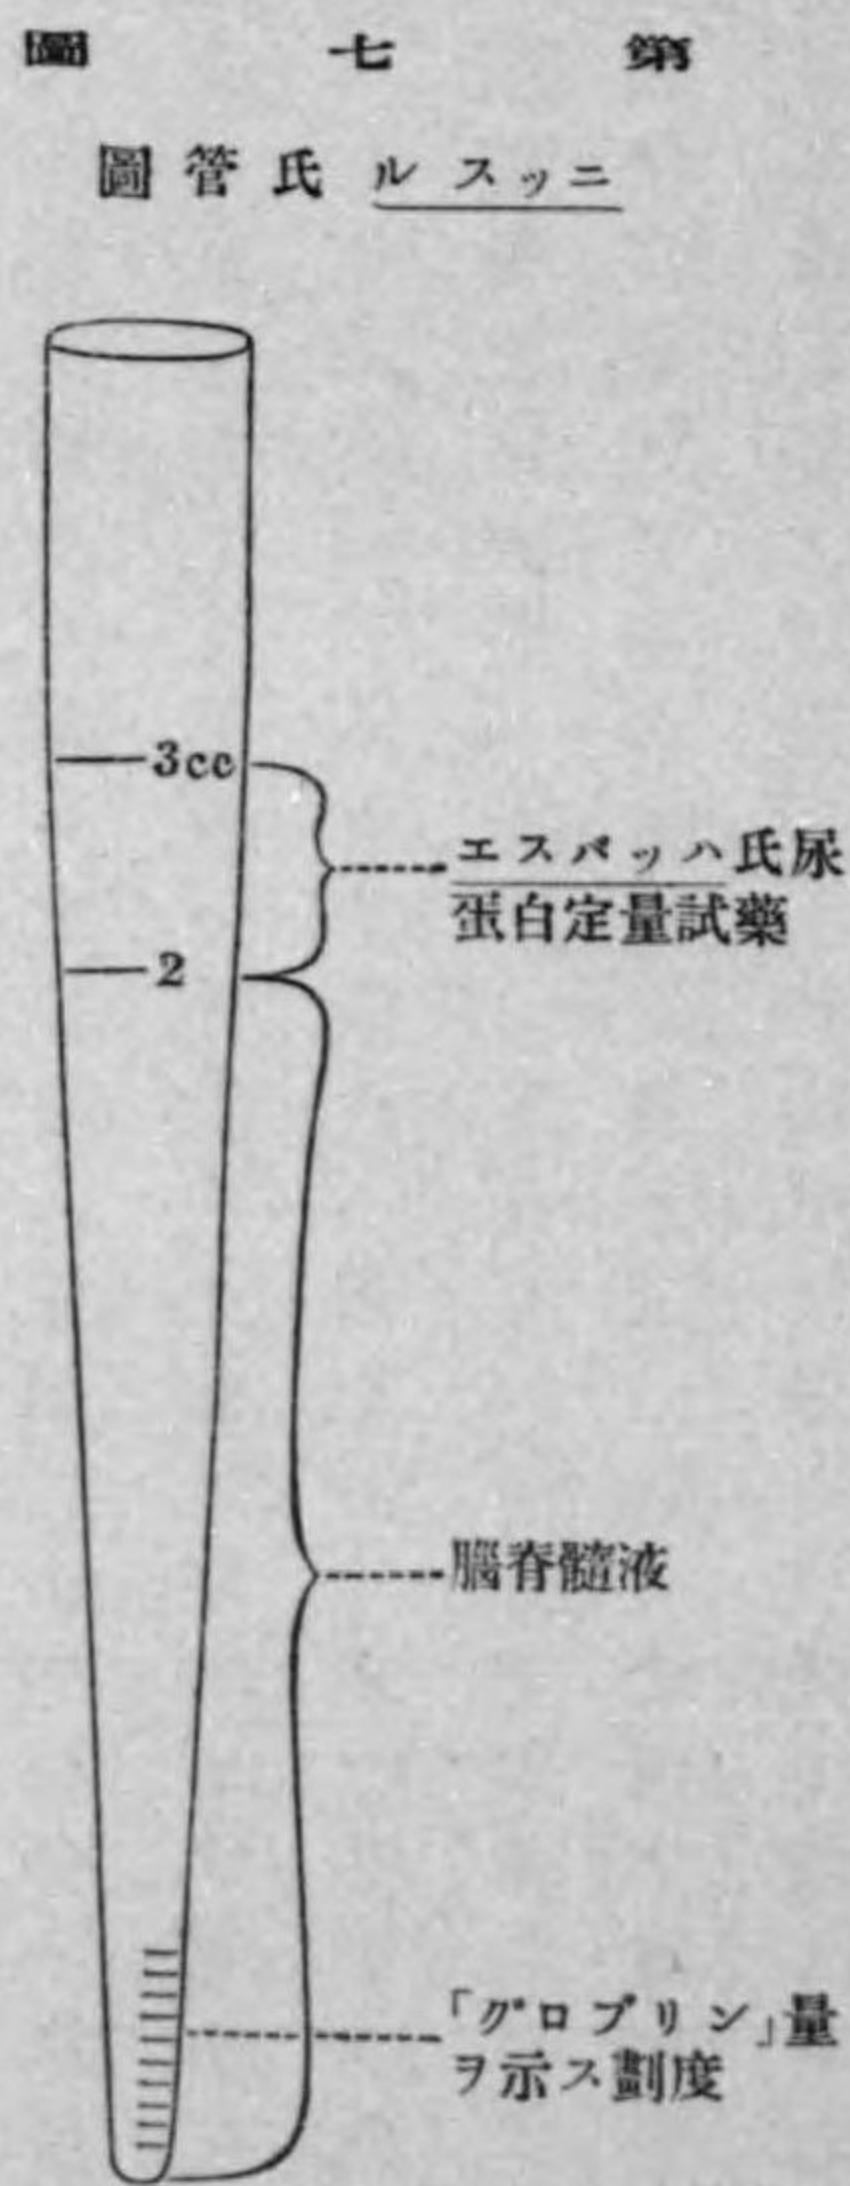 第七圖
ニッスル氏管圖
3cc
エスバッハ氏尿
蛋白定量試藥
2
腦脊髓液
「グロブリン」量
ヲ示ス劃度